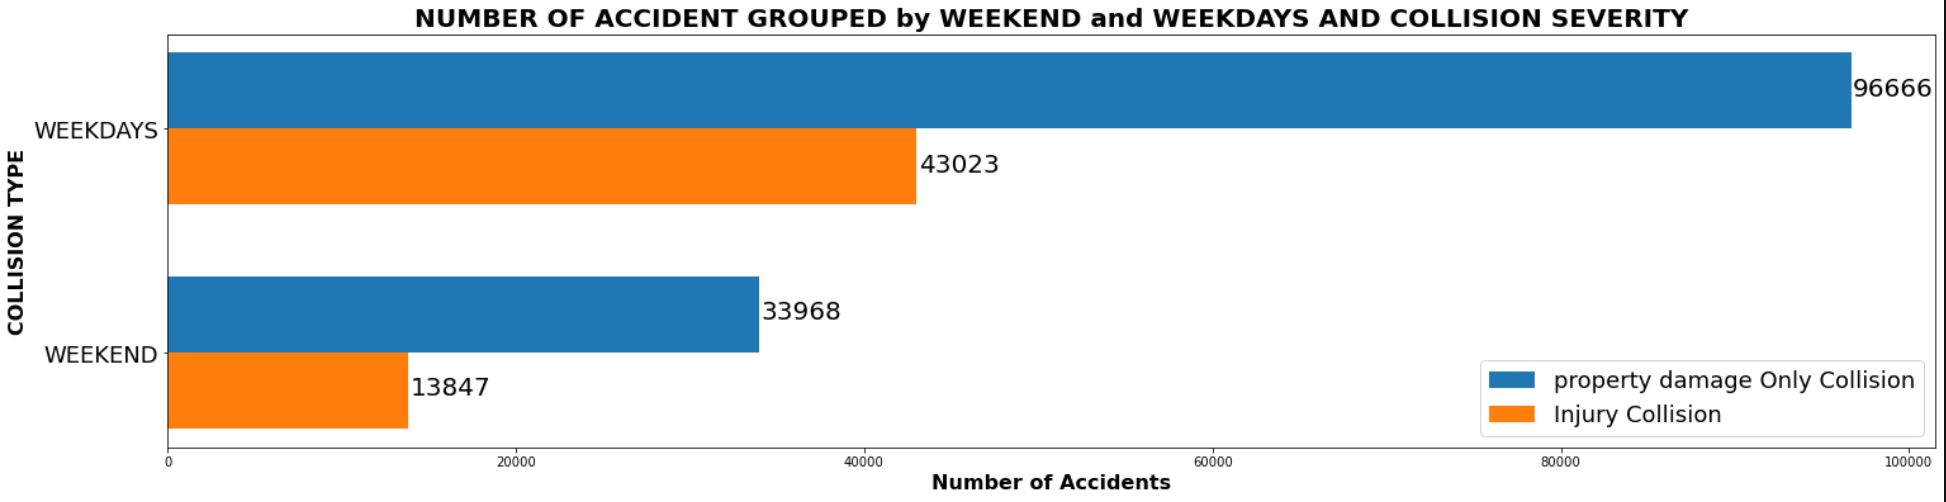 NUMBER OF ACCIDENT GROUPED by WEEKEND and WEEKDAYS AND COLLISION SEVERITY
COLLISION TYPE
WEEKDAYS
96666
43023
WEEKEND
33968
13847
property damage Only Collision
Injury Collision
0 20000 40000 60000 80000 100000
Number of Accidents